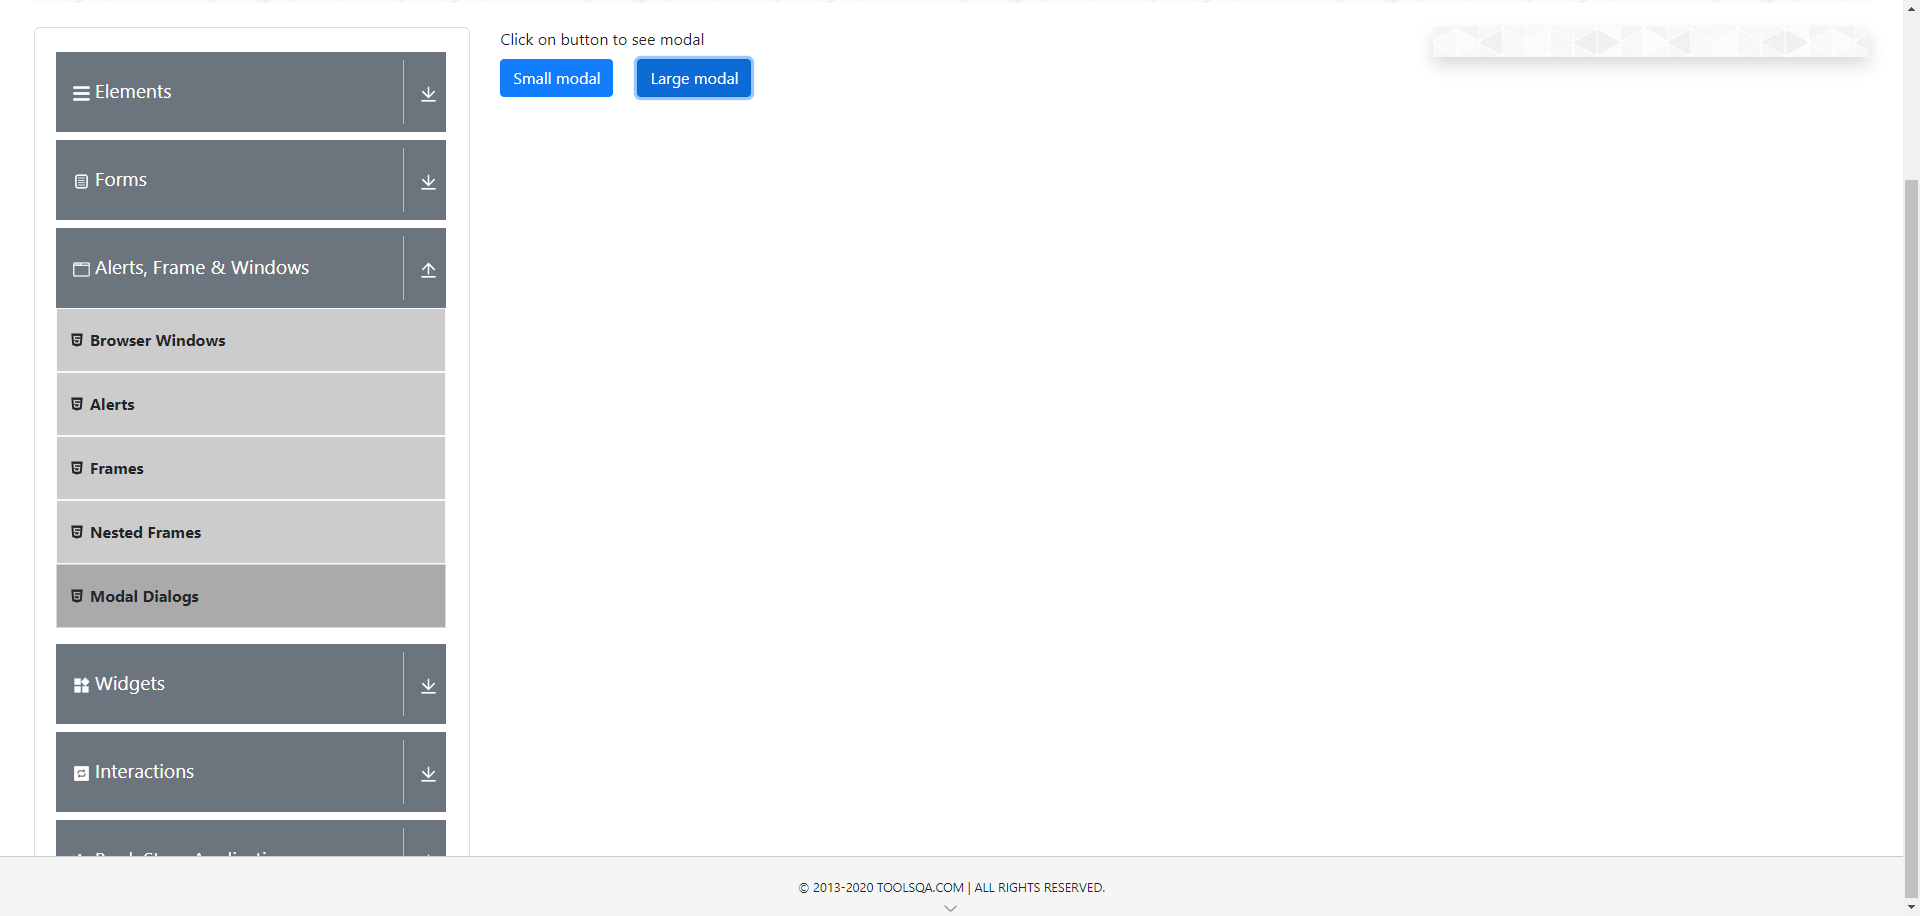 Click on button to see modal
Small modal
Large modal
Elements
Forms
Alerts, Frame & Windows
Browser Windows
Alerts
Frames
Nested Frames
Modal Dialogs
Widgets
Interactions
© 2013-2020 TOOLSQA.COM | ALL RIGHTS RESERVED.